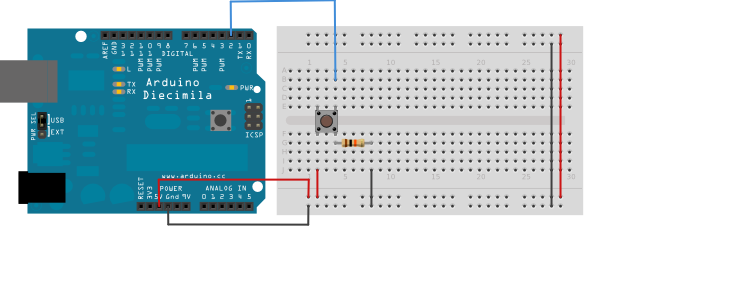 AREF
GND
13
12
11
10
9
8
7
6
5
4
3
2
1
0
PWM
PWM
PWM
PWM
PWM
PWM
TX
RX
DIGITAL
L
TX
RX
Arduino
Diecimila
PWR
1
ICSP
PWR SEL
USB
EXT
www.arduino.cc
POWER
ANALOG IN
RESET
3V3
5V Gnd 9V
0 1 2 3 4 5
1 5 10 15 20 25 30
A
B
C
D
E
F
G
H
I
J
1 5 10 15 20 25 30